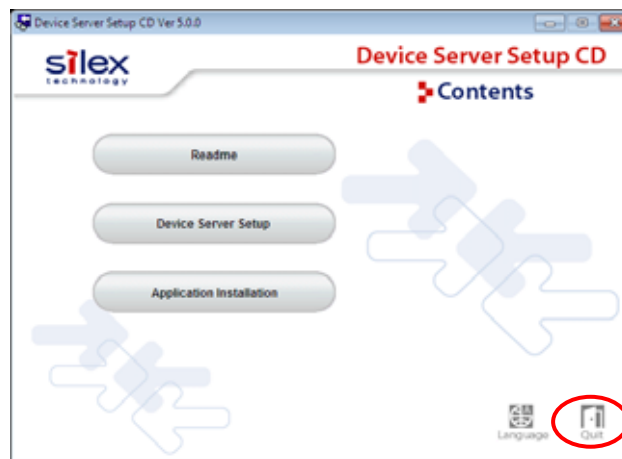 Device Server Setup CD Ver 5.0.0
silex
technology
Device Server Setup CD
Contents
Readme
Device Server Setup
Application Installation
Language
Quit